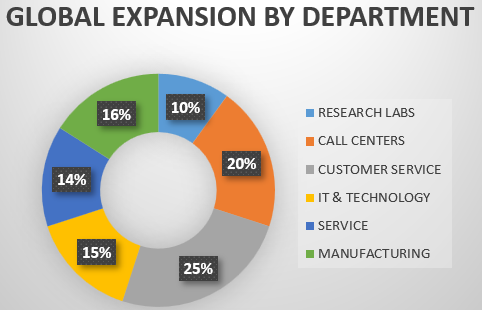 GLOBAL EXPANSION BY DEPARTMENT
10%
20%
25%
15%
14%
16%
RESEARCH LABS
CALL CENTERS
CUSTOMER SERVICE
IT & TECHNOLOGY
SERVICE
MANUFACTURING